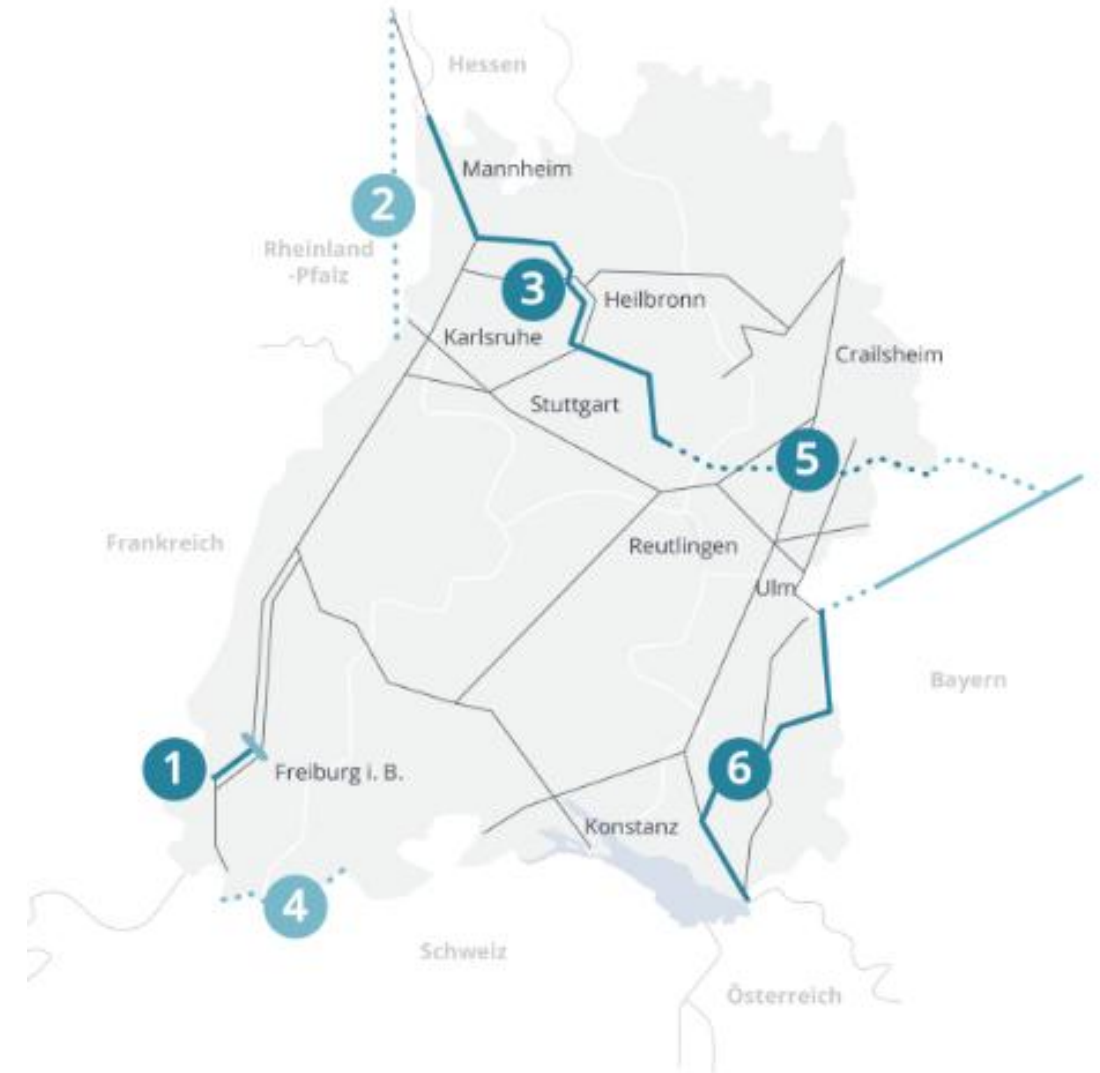 Hessen
Mannheim
2
Rheinland
-Pfalz
3
Heilbronn
Karlsruhe
Crailsheim
Stuttgart
5
Frankreich
Reutlingen
Ulm
Bayern
1
Freiburg i. B.
6
Konstanz
4
Schweiz
Österreich